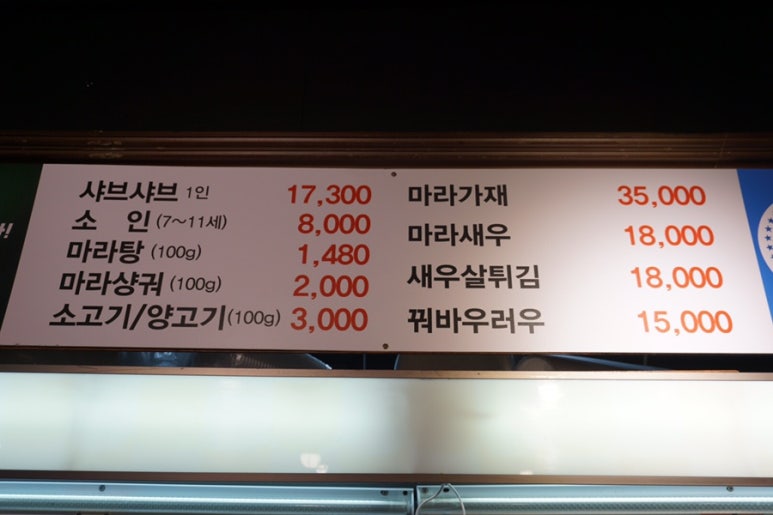 샤브샤브 1인 17,300
소 인 (7~11세) 8,000
마라탕 (100g) 1,480
마라샹궈 (100g) 2,000
소고기/양고기(100g) 3,000
마라가재 35,000
마라새우 18,000
새우살튀김 18,000
꿔바우러우 15,000